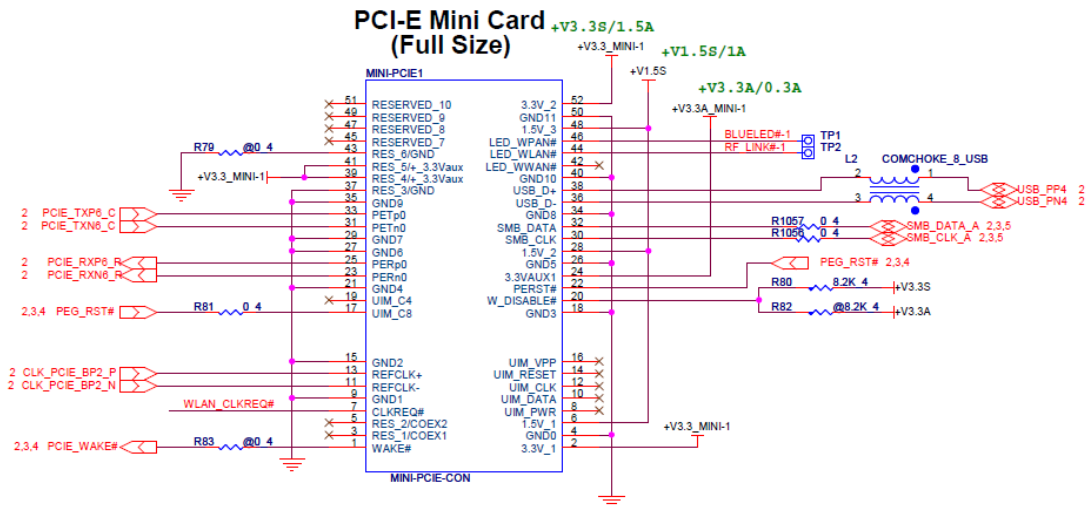 PCI-E Mini Card
(Full Size)
+V3.3S/1.5A
+V3.3_MINI-1
+V1.5S/1A
+V1.5S
+V3.3A/0.3A
+V3.3A_MINI-1
MINI-PCIE1
51 RESERVED_10 3.3V_2 52
49 RESERVED_9 GND11 50
47 RESERVED_8 1.5V_3 48
45 RESERVED_7 LED_WPAN# 46 BLUELED#-1 TP1
R79 @0 4 43 RES_6/GND LED_WLAN# 44 RF_LINK#-1 TP2
41 RES_5/+_3.3Vaux LED_WWAN# 42
+V3.3_MINI-1 39 RES_4/+_3.3Vaux GND10 40
L2 COMCHOKE_8_USB
37 RES_3/GND USB_D+ 38 2 1 USB_PP4 2
35 GND9 USB_D- 36 3 4 USB_PN4 2
2 PCIE_TXP6_C 33 PETp0 GND8 34
2 PCIE_TXN6_C 31 PETn0 SMB_DATA 32 R1057 0 4 SMB_DATA_A 2,3,5
29 GND7 SMB_CLK 30 R1056 0 4 SMB_CLK_A 2,3,5
27 GND6 1.5V_2 28
2 PCIE_RXP6_R 25 PERp0 GND5 26
2 PCIE_RXN6_R 23 PERn0 3.3VAUX1 24
21 GND4 PERST# 22 PEG_RST# 2,3,4
19 UIM_C4 W_DISABLE# 20 R80 8.2K 4 +V3.3S
2,3,4 PEG_RST# R81 0 4 17 UIM_C8 GND3 18 R82 @8.2K 4 +V3.3A
15 GND2 UIM_VPP 16
2 CLK_PCIE_BP2_P 13 REFCLK+ UIM_RESET 14
2 CLK_PCIE_BP2_N 11 REFCLK- UIM_CLK 12
9 GND1 UIM_DATA 10
WLAN_CLKREQ# 7 CLKREQ# UIM_PWR 8
5 RES_2/COEX2 1.5V_1 6
3 RES_1/COEX1 GND0 4 +V3.3_MINI-1
2,3,4 PCIE_WAKE# R83 @0 4 1 WAKE# 3.3V_1 2
MINI-PCIE-CON